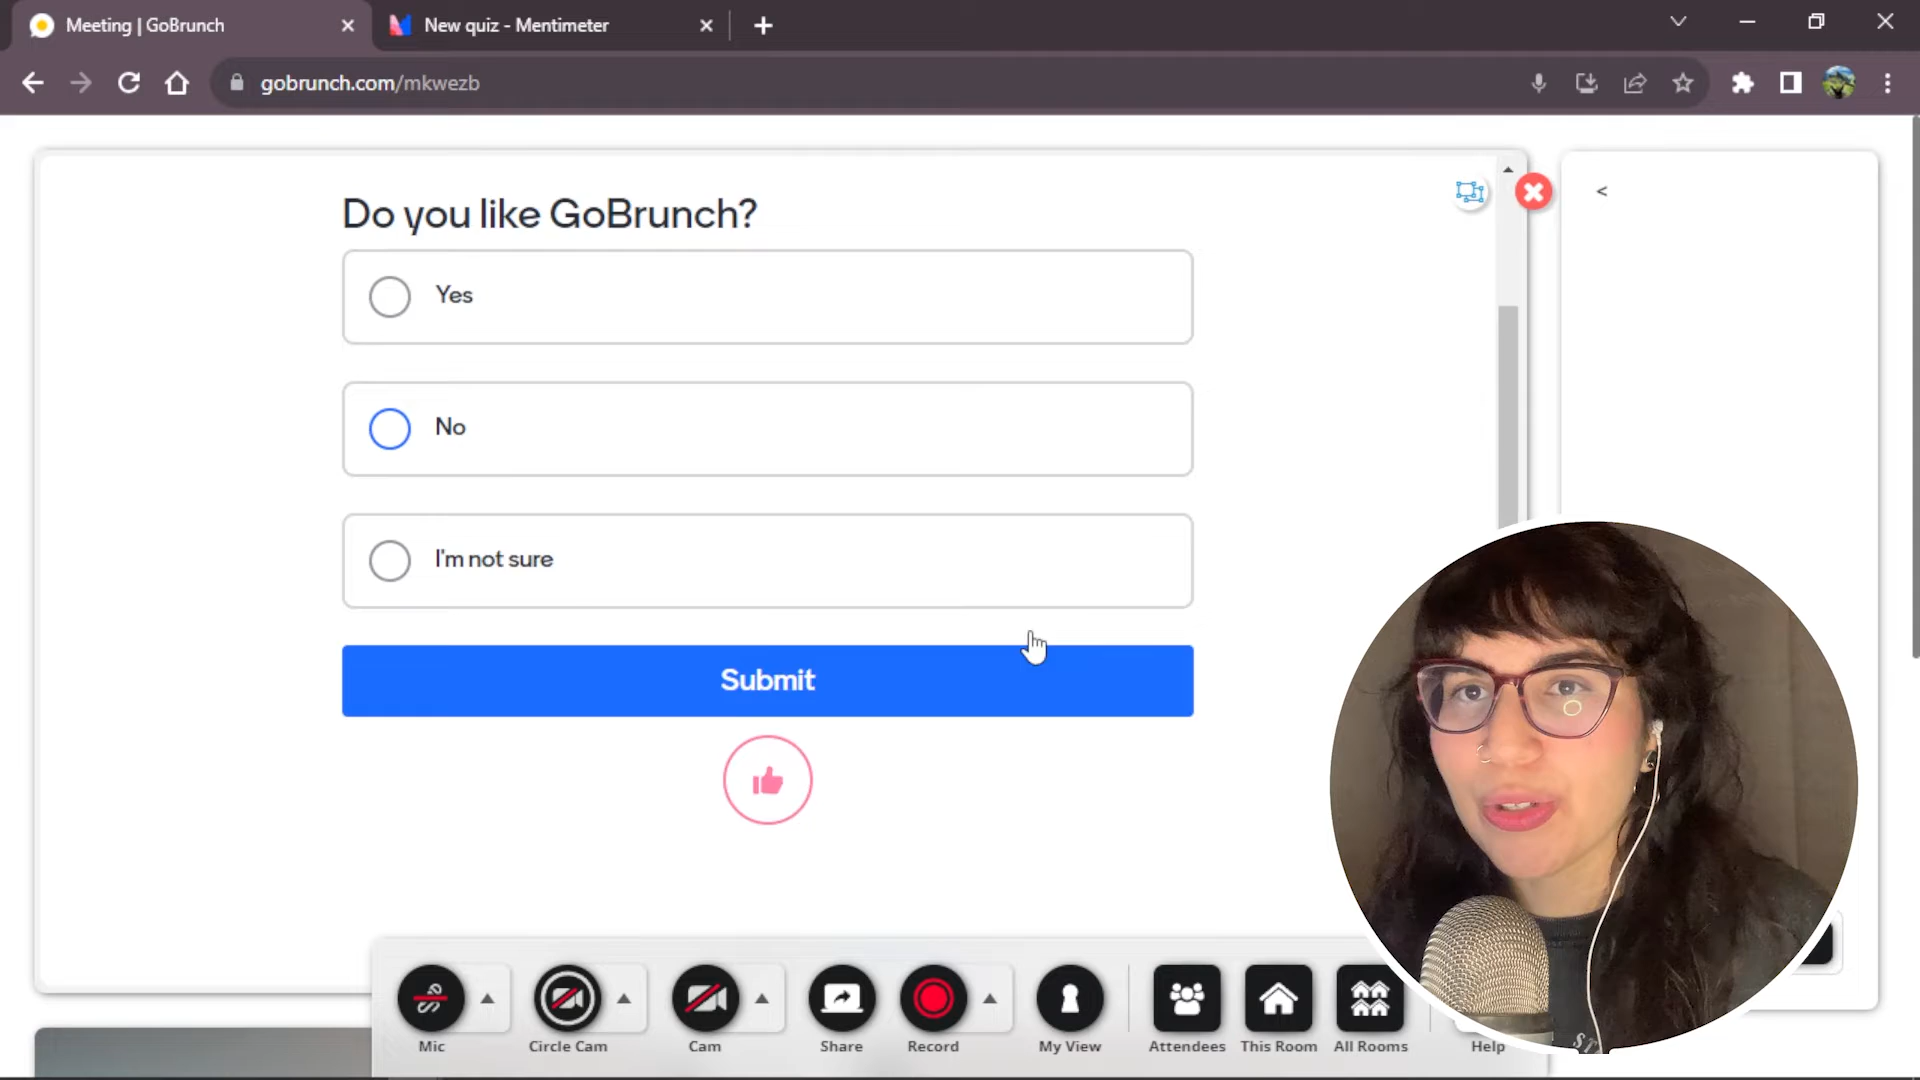 Meeting | GoBrunch
New quiz - Mentimeter
gobrunch.com/mkwezb
<
Do you like GoBrunch?
Yes
No
I'm not sure
Submit
Mic
Circle Cam
Cam
Share
Record
My View
Attendees
This Room
All Rooms
Help